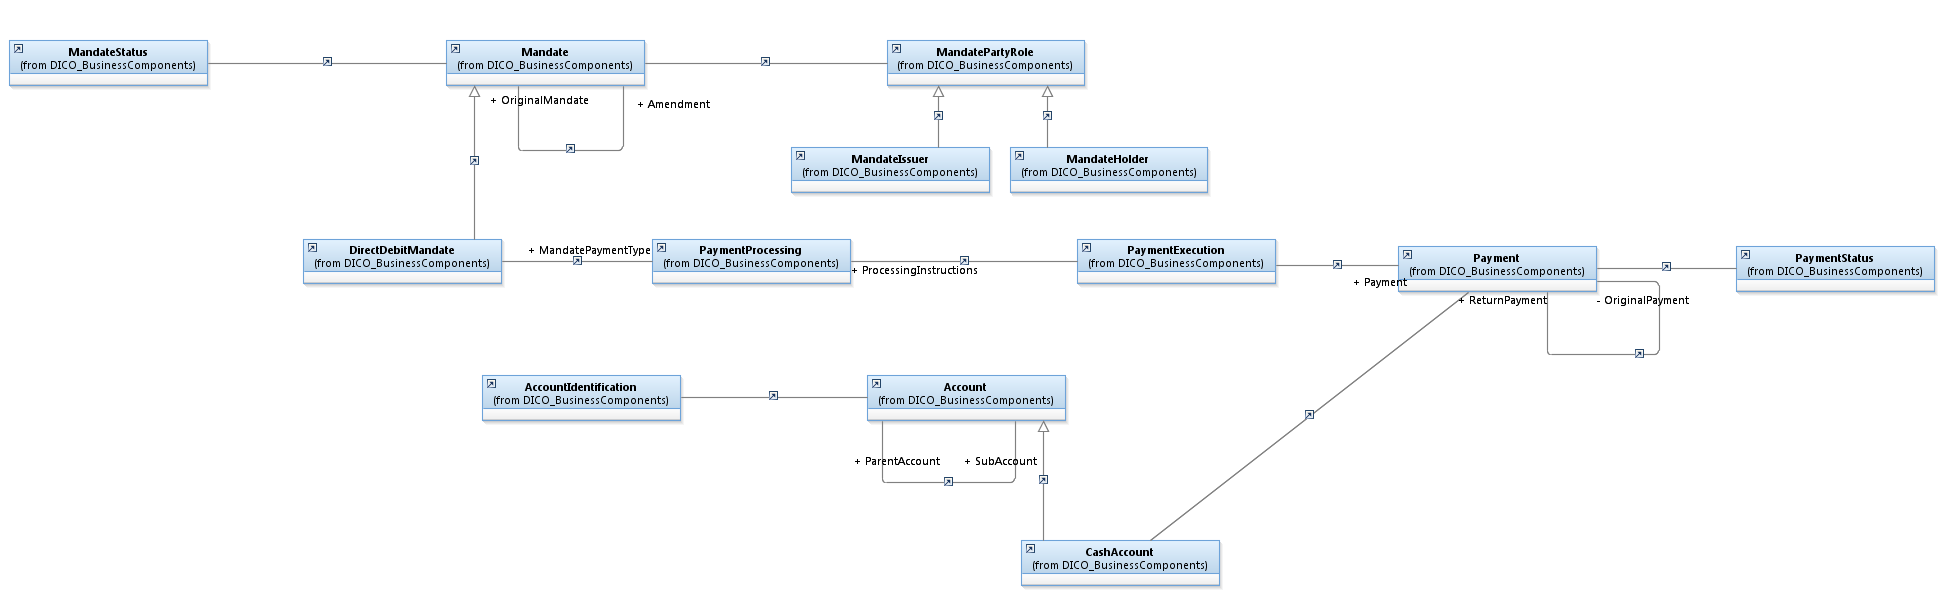 MandateStatus
(from DICO_BusinessComponents)
Mandate
(from DICO_BusinessComponents)
MandatePartyRole
(from DICO_BusinessComponents)
+ OriginalMandate
+ Amendment
MandateIssuer
(from DICO_BusinessComponents)
MandateHolder
(from DICO_BusinessComponents)
DirectDebitMandate
(from DICO_BusinessComponents)
+ MandatePaymentType
PaymentProcessing
(from DICO_BusinessComponents)
+ ProcessingInstructions
PaymentExecution
(from DICO_BusinessComponents)
+ Payment
Payment
(from DICO_BusinessComponents)
PaymentStatus
(from DICO_BusinessComponents)
+ ReturnPayment
- OriginalPayment
AccountIdentification
(from DICO_BusinessComponents)
Account
(from DICO_BusinessComponents)
+ ParentAccount
+ SubAccount
CashAccount
(from DICO_BusinessComponents)